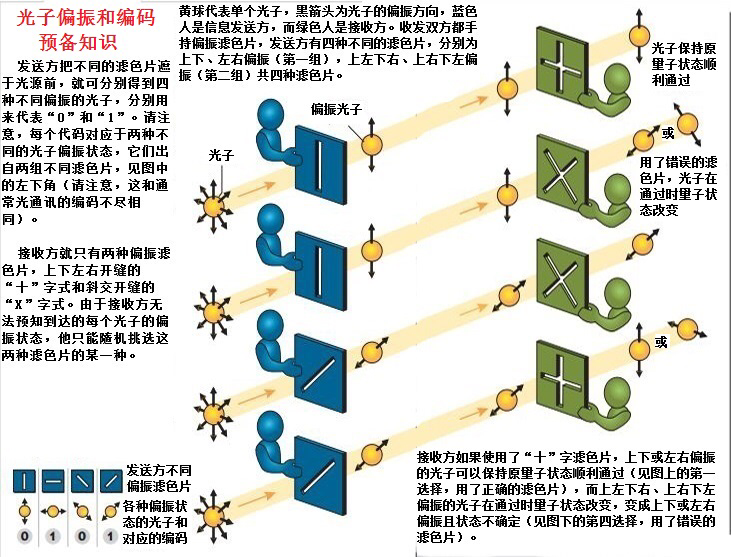 光子偏振和编码
预备知识
发送方把不同的滤色片遮
于光源前，就可分别得到四
种不同偏振的光子，分别用
来代表“0”和“1”。请注
意，每个代码对应于两种不
同的光子偏振状态，它们出
自两组不同滤色片，见图中
的左下角（请注意，这和通
常光通讯的编码不尽相
同）。
接收方就只有两种偏振滤
色片，上下左右开缝的
“十”字式和斜交开缝的
“X”字式。由于接收方无
法预知到达的每个光子的偏
振状态，他只能随机挑选这
两种滤色片的某一种。
黄球代表单个光子，黑箭头为光子的偏振方向，蓝色
人是信息发送方，而绿色人是接收方。收发双方都手
持偏振滤色片，发送方有四种不同的滤色片，分别为
上下、左右偏振（第一组），上左下右、上右下左偏
振（第二组）共四种滤色片。
偏振光子
光子
光子保持原
量子状态顺
利通过
或
用了错误的滤
色片，光子在
通过时量子状
态改变
或
发送方不同
偏振滤色片
各种偏振状
态的光子和
对应的编码
0 1 0 1
接收方如果使用了“十”字滤色片，上下或左右偏振
的光子可以保持原量子状态顺利通过（见图上的第一
选择，用了正确的滤色片），而上左下右、上右下左
偏振的光子在通过时量子状态改变，变成上下或左右
偏振且状态不确定（见图下的第四选择，用了错误的
滤色片）。